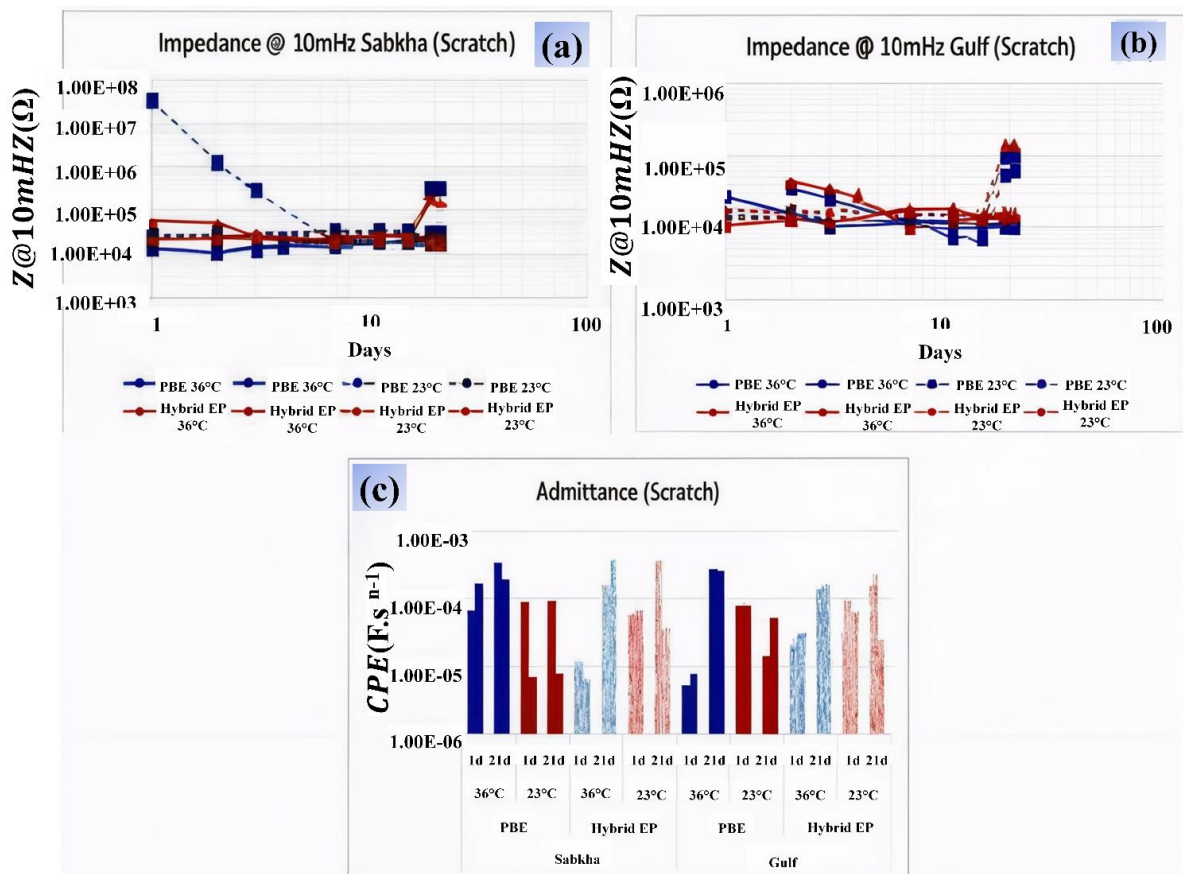 Impedance @ 10mHz Sabkha (Scratch)
(a)
Z@10mHZ(Ω)
1.00E+08
1.00E+07
1.00E+06
1.00E+05
1.00E+04
1.00E+03
1
10
100
Days
PBE 36°C
PBE 36°C
PBE 23°C
PBE 23°C
Hybrid EP
36°C
Hybrid EP
36°C
Hybrid EP
23°C
Hybrid EP
23°C
Impedance @ 10mHz Gulf (Scratch)
(b)
Z@10mHZ(Ω)
1.00E+06
1.00E+05
1.00E+04
1.00E+03
1
10
100
Days
PBE 36°C
PBE 36°C
PBE 23°C
PBE 23°C
Hybrid EP
36°C
Hybrid EP
36°C
Hybrid EP
23°C
Hybrid EP
23°C
(c)
Admittance (Scratch)
CPE(F.s n-1)
1.00E-03
1.00E-04
1.00E-05
1.00E-06
1d 21d 1d 21d 1d 21d 1d 21d 1d 21d 1d 21d 1d 21d 1d 21d
36°C 23°C 36°C 23°C 36°C 23°C 36°C 23°C
PBE Hybrid EP PBE Hybrid EP
Sabkha Gulf